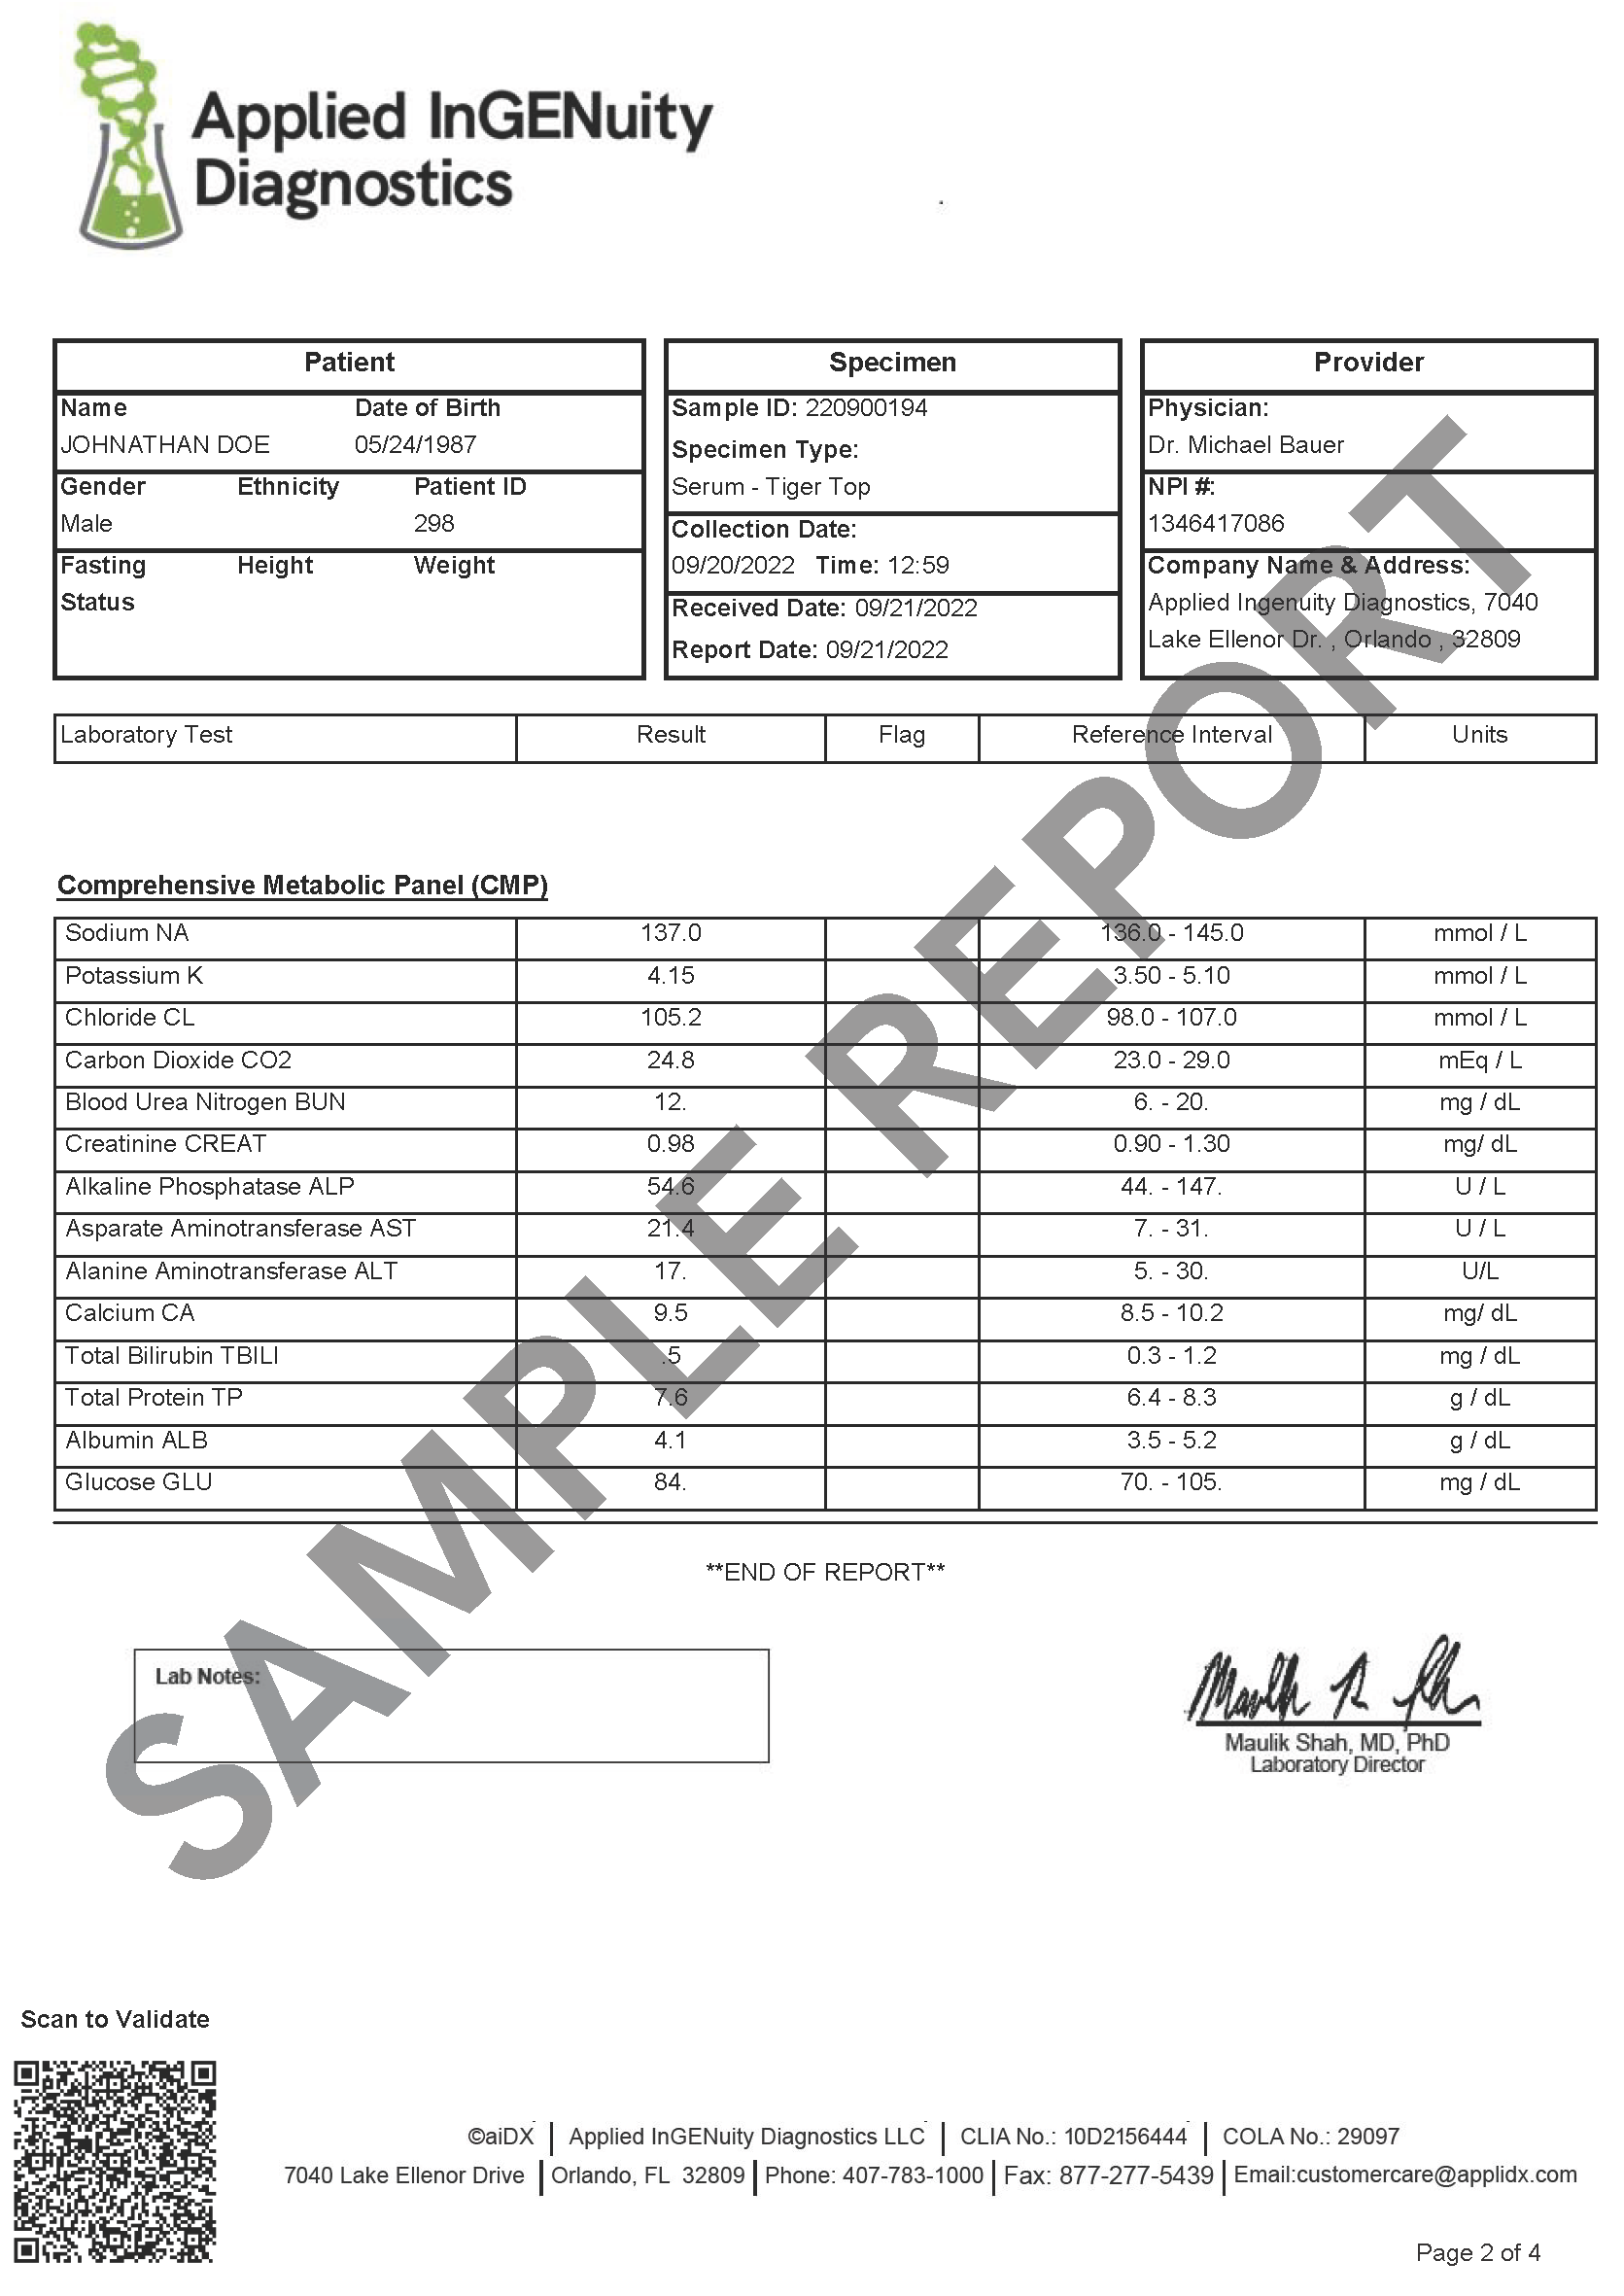 Applied InGENuity
Diagnostics
Patient
Name Date of Birth
JOHNATHAN DOE 05/24/1987
Gender Ethnicity Patient ID
Male 298
Fasting Height Weight
Status
Specimen
Sample ID: 220900194
Specimen Type:
Serum - Tiger Top
Collection Date:
09/20/2022 Time: 12:59
Received Date: 09/21/2022
Report Date: 09/21/2022
Provider
Physician:
Dr. Michael Bauer
NPI #:
1346417086
Company Name & Address:
Applied Ingenuity Diagnostics, 7040
Lake Ellenor Dr. , Orlando , 32809
Laboratory Test Result Flag Reference Interval Units
Comprehensive Metabolic Panel (CMP)
Sodium NA 137.0 136.0 - 145.0 mmol / L
Potassium K 4.15 3.50 - 5.10 mmol / L
Chloride CL 105.2 98.0 - 107.0 mmol / L
Carbon Dioxide CO2 24.8 23.0 - 29.0 mEq / L
Blood Urea Nitrogen BUN 12. 6. - 20. mg / dL
Creatinine CREAT 0.98 0.90 - 1.30 mg/ dL
Alkaline Phosphatase ALP 54.6 44. - 147. U / L
Asparate Aminotransferase AST 21.4 7. - 31. U / L
Alanine Aminotransferase ALT 17. 5. - 30. U/L
Calcium CA 9.5 8.5 - 10.2 mg/ dL
Total Bilirubin TBILI .5 0.3 - 1.2 mg / dL
Total Protein TP 7.6 6.4 - 8.3 g / dL
Albumin ALB 4.1 3.5 - 5.2 g / dL
Glucose GLU 84. 70. - 105. mg / dL
**END OF REPORT**
SAMPLE REPORT
Lab Notes:
Maulik Shah, MD, PhD
Laboratory Director
Scan to Validate
©aiDX | Applied InGENuity Diagnostics LLC | CLIA No.: 10D2156444 | COLA No.: 29097
7040 Lake Ellenor Drive | Orlando, FL 32809 | Phone: 407-783-1000 | Fax: 877-277-5439 | Email:customercare@applidx.com
Page 2 of 4